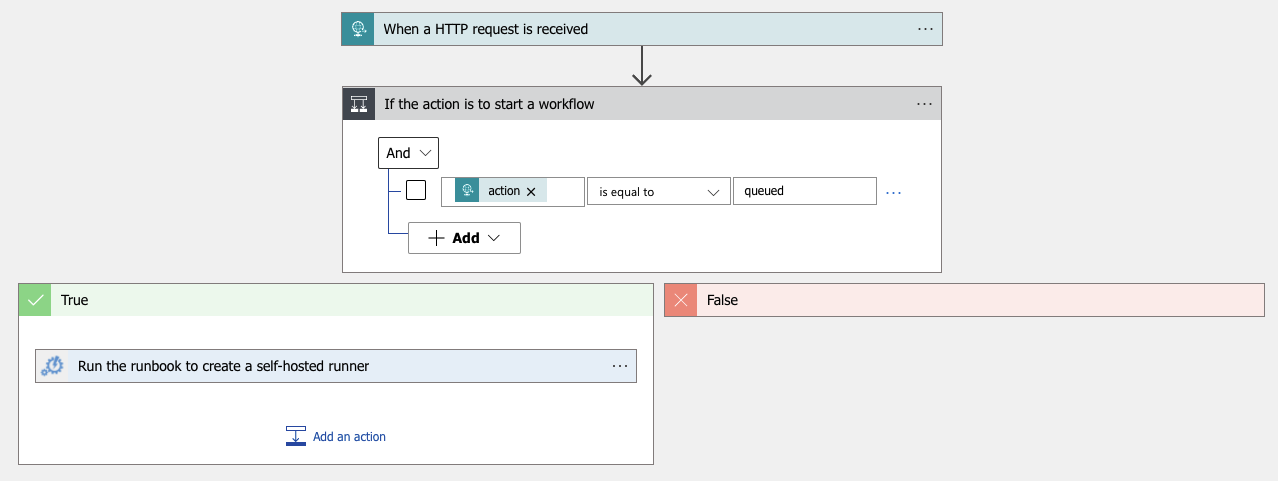 When a HTTP request is received
If the action is to start a workflow
And
action is equal to queued
Add
True
False
Run the runbook to create a self-hosted runner
Add an action